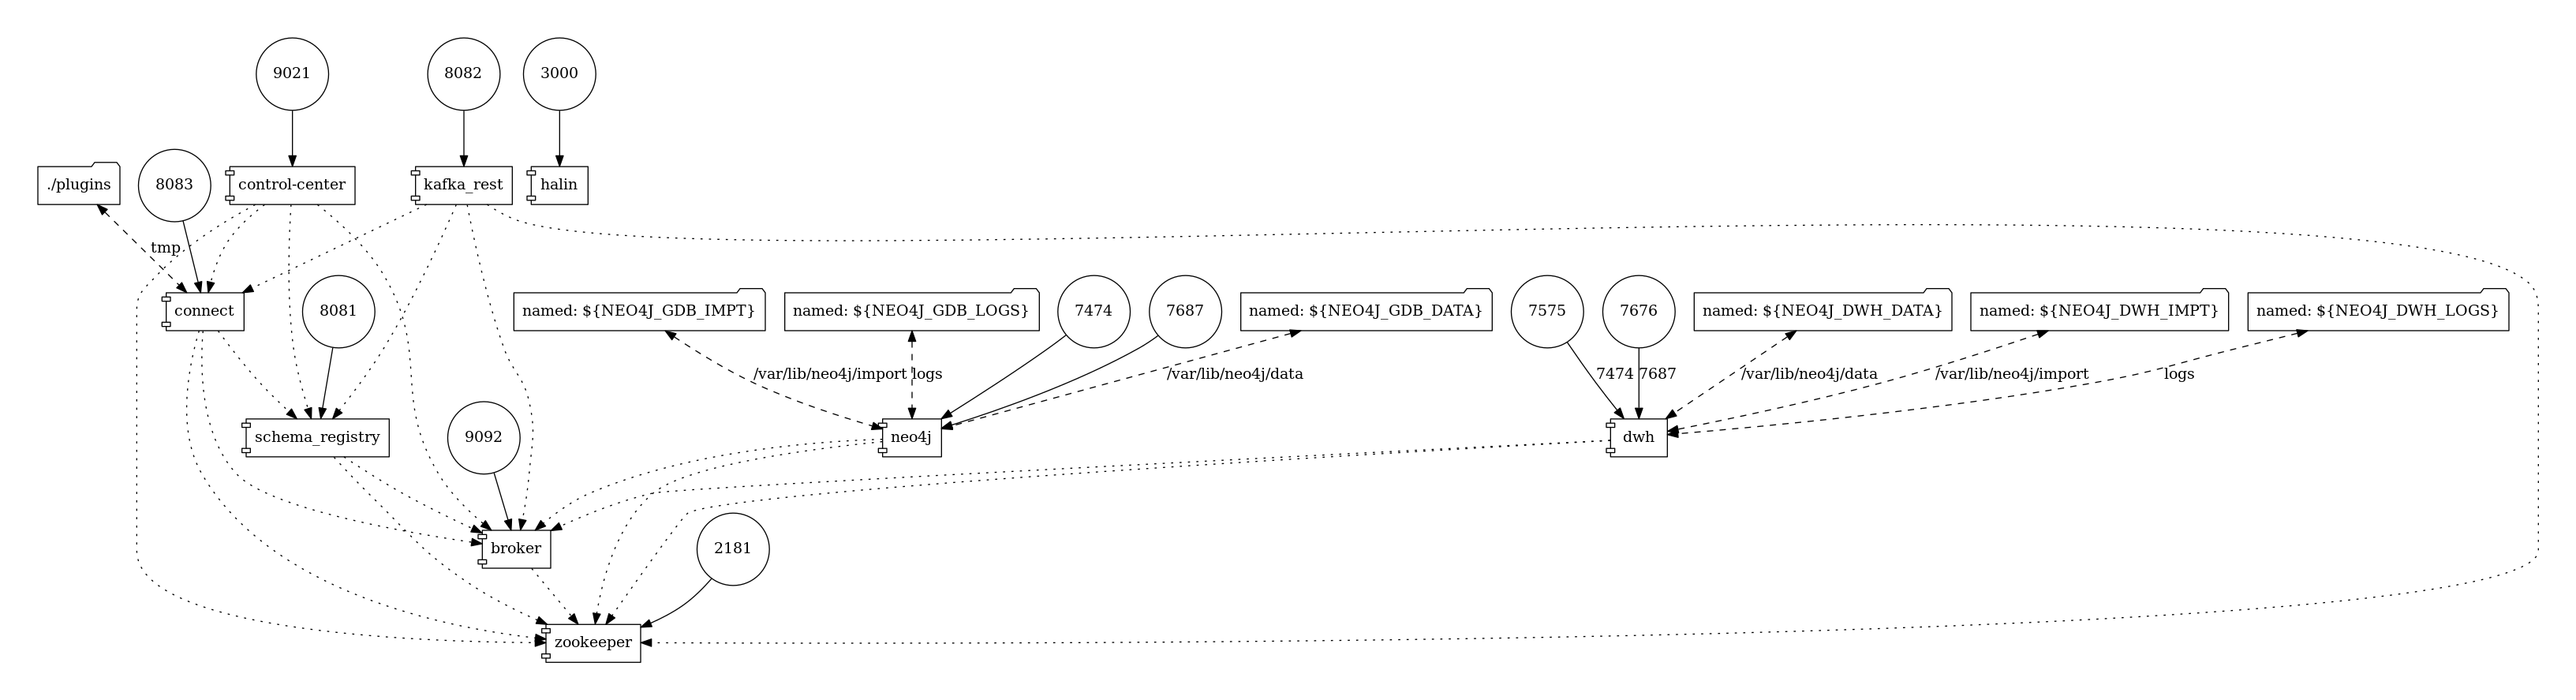 9021
8082
3000
./plugins
8083
control-center
kafka_rest
halin
tmp
connect
8081
named: ${NEO4J_GDB_IMPT}
named: ${NEO4J_GDB_LOGS}
7474
7687
named: ${NEO4J_GDB_DATA}
7575
7676
named: ${NEO4J_DWH_DATA}
named: ${NEO4J_DWH_IMPT}
named: ${NEO4J_DWH_LOGS}
/var/lib/neo4j/import
logs
/var/lib/neo4j/data
7474
7687
/var/lib/neo4j/data
/var/lib/neo4j/import
logs
schema_registry
9092
neo4j
dwh
broker
2181
zookeeper